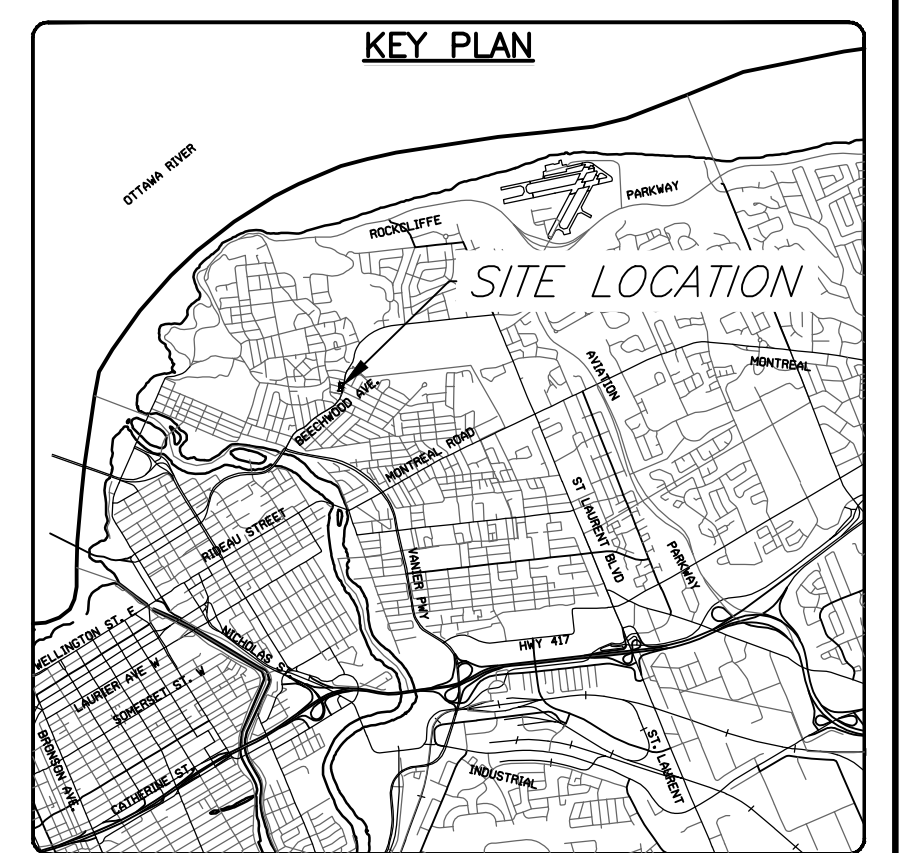 KEY PLAN
OTTAWA RIVER
PARKWAY
ROCKCLIFFE
SITE LOCATION
AVIATION
MONTREAL
BEECHWOOD AVE.
MONTREAL ROAD
ST LAURENT BLVD
RIDEAU STREET
PARKWAY
VANIER PWY
WELLINGTON ST. E
NICHOLAS S
HWY 417
LAURIER AVE W
SOMERSET ST. W
BRONSON AVE.
ST. LAURENT
CATHERINE ST.
INDUSTRIAL